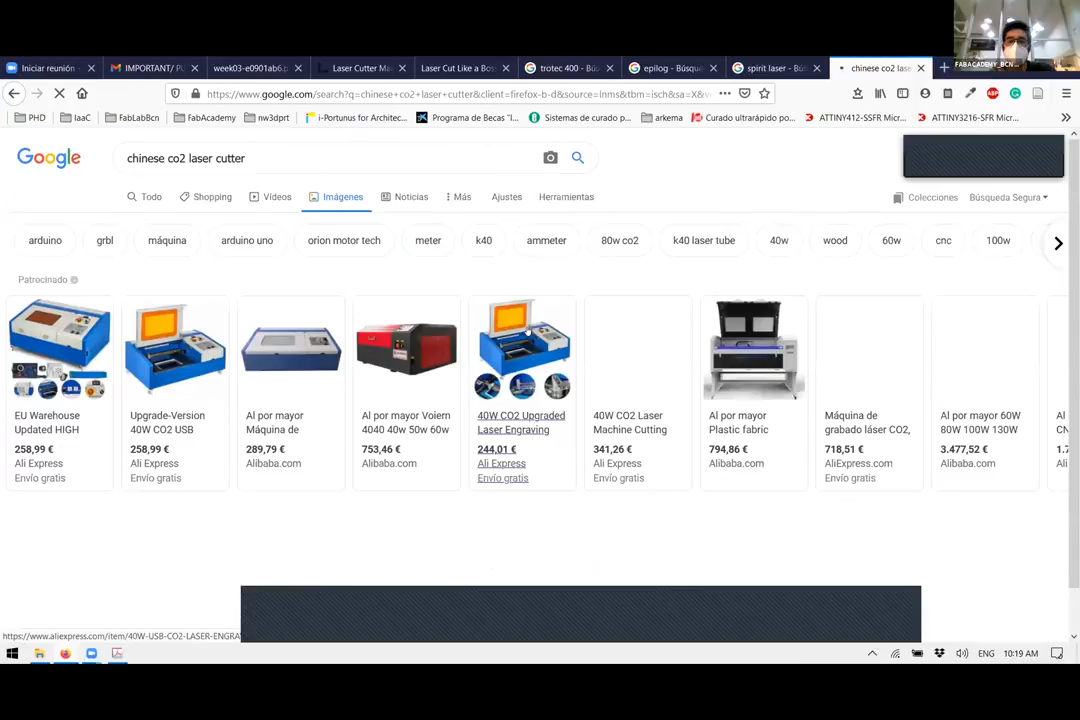 FABACADEMY_BCN...
Iniciar reunión
IMPORTANT/ PU
week03-e0901ab6.p
Laser Cutter Ma
Laser Cut Like a Bos
trotec 400 - Bús
epilog - Búsque
spirit laser - Bú
chinese co2 lase
https://www.google.com/search?q=chinese+co2+laser+cutter&client=firefox-b-d&source=lnms&tbm=isch&sa=X&v
PHD
IaaC
FabLabBcn
FabAcademy
nw3dprt
i-Portunus for Architec...
Programa de Becas "l...
Sistemas de curado p...
arkema
Curado ultrarápido po...
ATTINY412-SSFR Mic...
ATTINY3216-SFR Mic...
Google
chinese co2 laser cutter
Todo
Shopping
Vídeos
Imágenes
Noticias
Más
Ajustes
Herramientas
Colecciones
Búsqueda Segura
arduino
grbl
máquina
arduino uno
orion motor tech
meter
k40
ammeter
80w co2
k40 laser tube
40w
wood
60w
cnc
100w
Patrocinado
EU Warehouse
Updated HIGH
258,99 €
Ali Express
Envío gratis
Upgrade-Version
40W CO2 USB
258,99 €
Ali Express
Envío gratis
Al por mayor
Máquina de
289,79 €
Alibaba.com
Al por mayor Voiern
4040 40w 50w 60w
753,46 €
Alibaba.com
40W CO2 Upgraded
Laser Engraving
244,01 €
Ali Express
Envío gratis
40W CO2 Laser
Machine Cutting
341,26 €
Ali Express
Envío gratis
Al por mayor
Plastic fabric
794,86 €
Alibaba.com
Máquina de
grabado láser CO2,
718,51 €
AliExpress.com
Envío gratis
Al por mayor 60W
80W 100W 130W
3.477,52 €
Alibaba.com
Al
CN
1.7
Al
https://www.aliexpress.com/item/40W-USB-CO2-LASER-ENGRA
ENG
10:19 AM